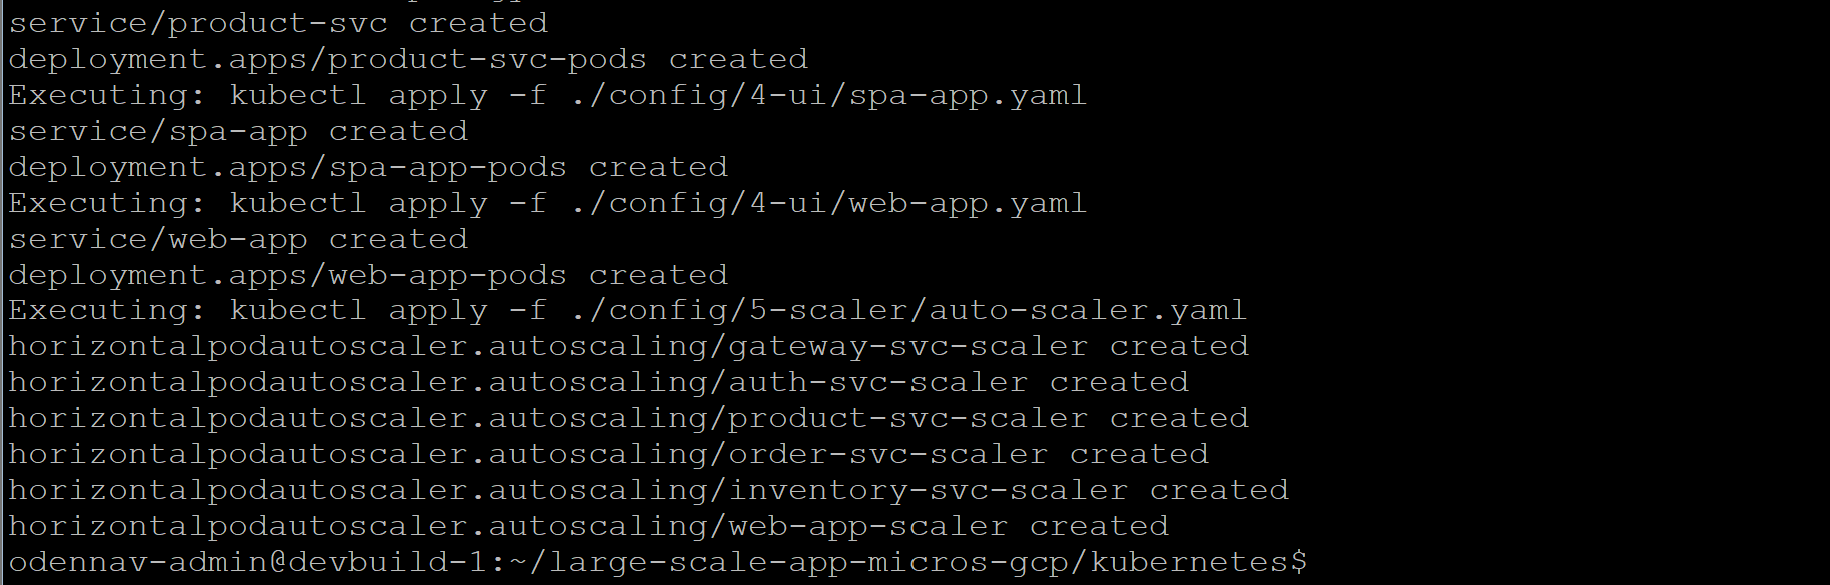 service/product-svc created
deployment.apps/product-svc-pods created
Executing: kubectl apply -f ./config/4-ui/spa-app.yaml
service/spa-app created
deployment.apps/spa-app-pods created
Executing: kubectl apply -f ./config/4-ui/web-app.yaml
service/web-app created
deployment.apps/web-app-pods created
Executing: kubectl apply -f ./config/5-scaler/auto-scaler.yaml
horizontalpodautoscaler.autoscaling/gateway-svc-scaler created
horizontalpodautoscaler.autoscaling/auth-svc-scaler created
horizontalpodautoscaler.autoscaling/product-svc-scaler created
horizontalpodautoscaler.autoscaling/order-svc-scaler created
horizontalpodautoscaler.autoscaling/inventory-svc-scaler created
horizontalpodautoscaler.autoscaling/web-app-scaler created
odennav-admin@devbuild-1:~/large-scale-app-micros-gcp/kubernetes$